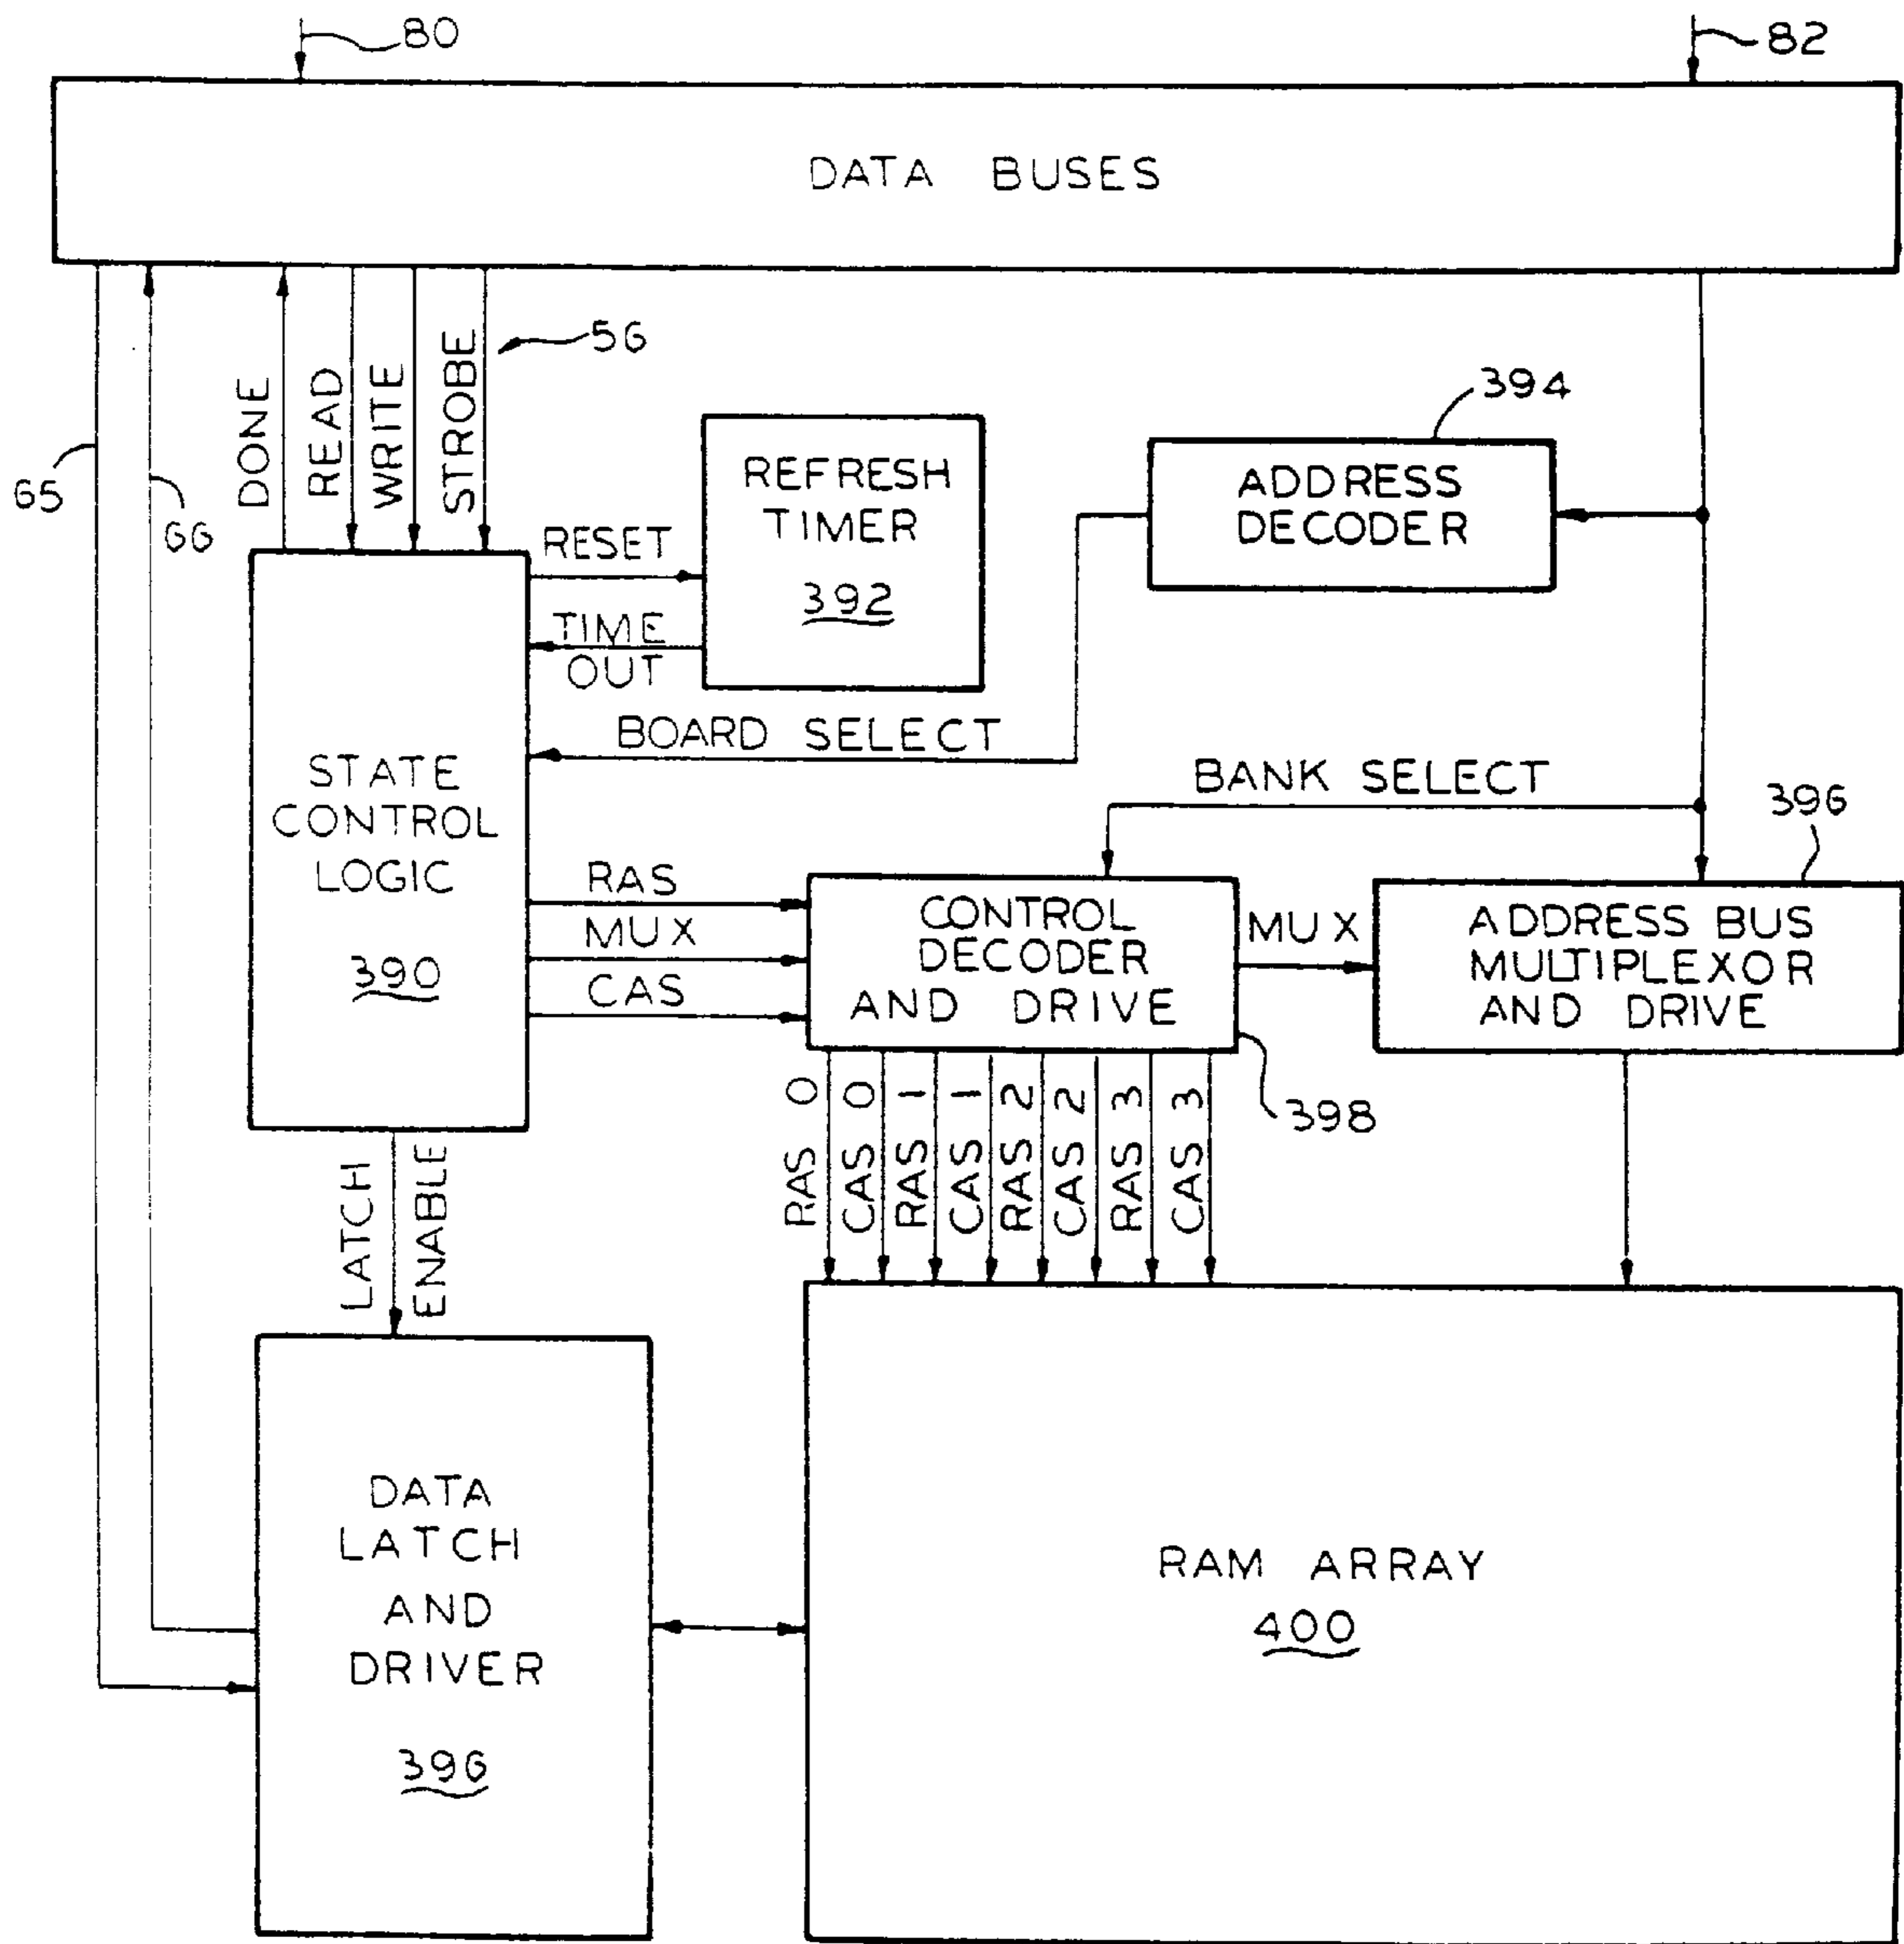 80
82
DATA BUSES
DONE
READ
WRITE
STROBE
56
65
66
REFRESH
TIMER
392
394
ADDRESS
DECODER
RESET
TIME
OUT
BOARD SELECT
STATE
CONTROL
LOGIC
390
BANK SELECT
396
RAS
MUX
CAS
CONTROL
DECODER
AND DRIVE
MUX
ADDRESS BUS
MULTIPLEXOR
AND DRIVE
398
RAS 0
CAS 0
RAS 1
CAS 1
RAS 2
CAS 2
RAS 3
CAS 3
LATCH
ENABLE
DATA
LATCH
AND
DRIVER
396
RAM ARRAY
400